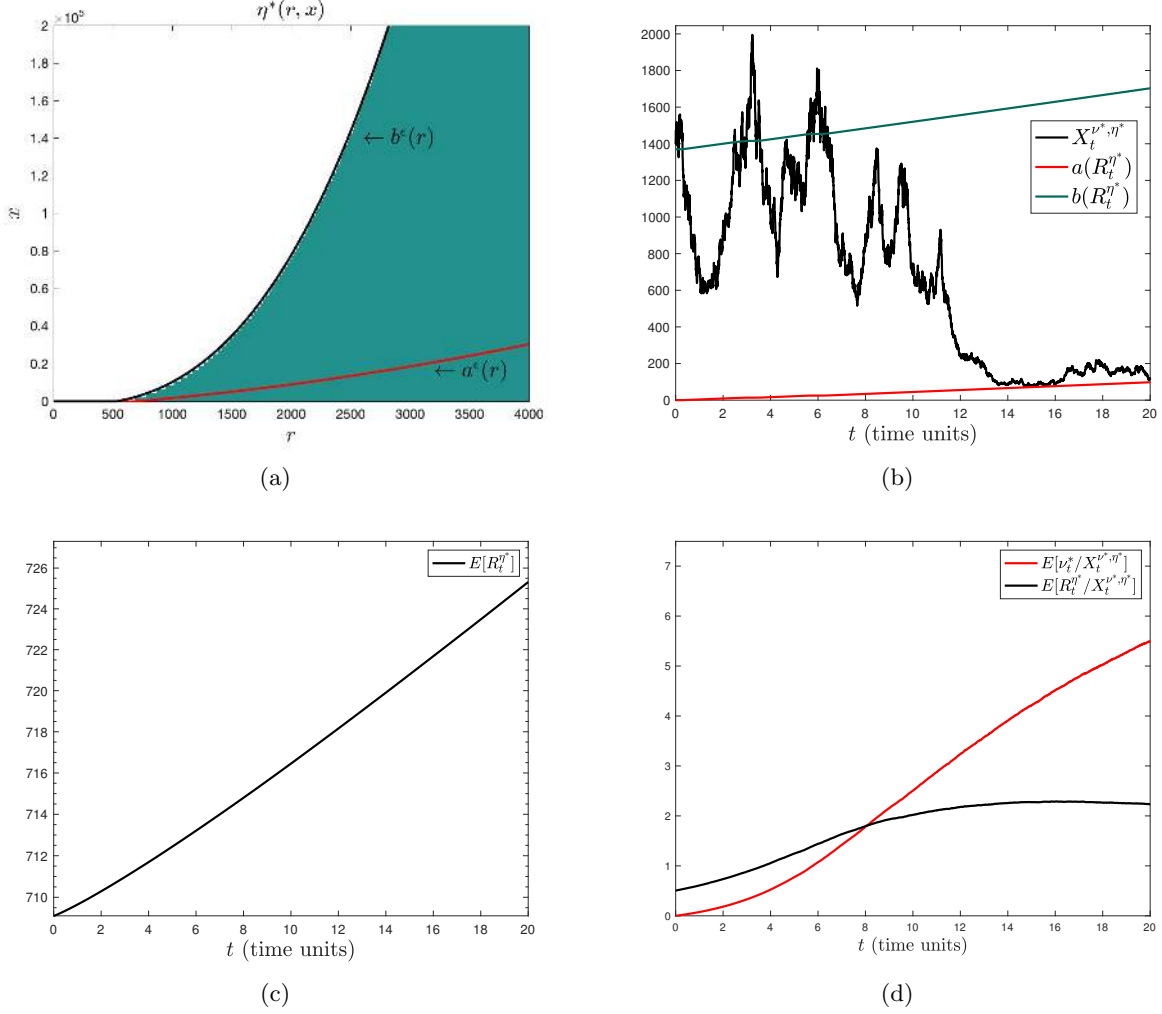 ×10⁵
η*(r, x)
2
1.8
1.6
1.4
1.2
1
0.8
0.6
0.4
0.2
0
x
← bᵋ(r)
← aᵋ(r)
0 500 1000 1500 2000 2500 3000 3500 4000
r
(a)
2000
1800
1600
1400
1200
1000
800
600
400
200
0
X_t^{ν*,η*}
a(R_t^{η*})
b(R_t^{η*})
0 2 4 6 8 10 12 14 16 18 20
t (time units)
(b)
726
724
722
720
718
716
714
712
710
E[R_t^{η*}]
0 2 4 6 8 10 12 14 16 18 20
t (time units)
(c)
7
6
5
4
3
2
1
0
E[ν_t^*/X_t^{ν*,η*}]
E[R_t^{η*}/X_t^{ν*,η*}]
0 2 4 6 8 10 12 14 16 18 20
t (time units)
(d)